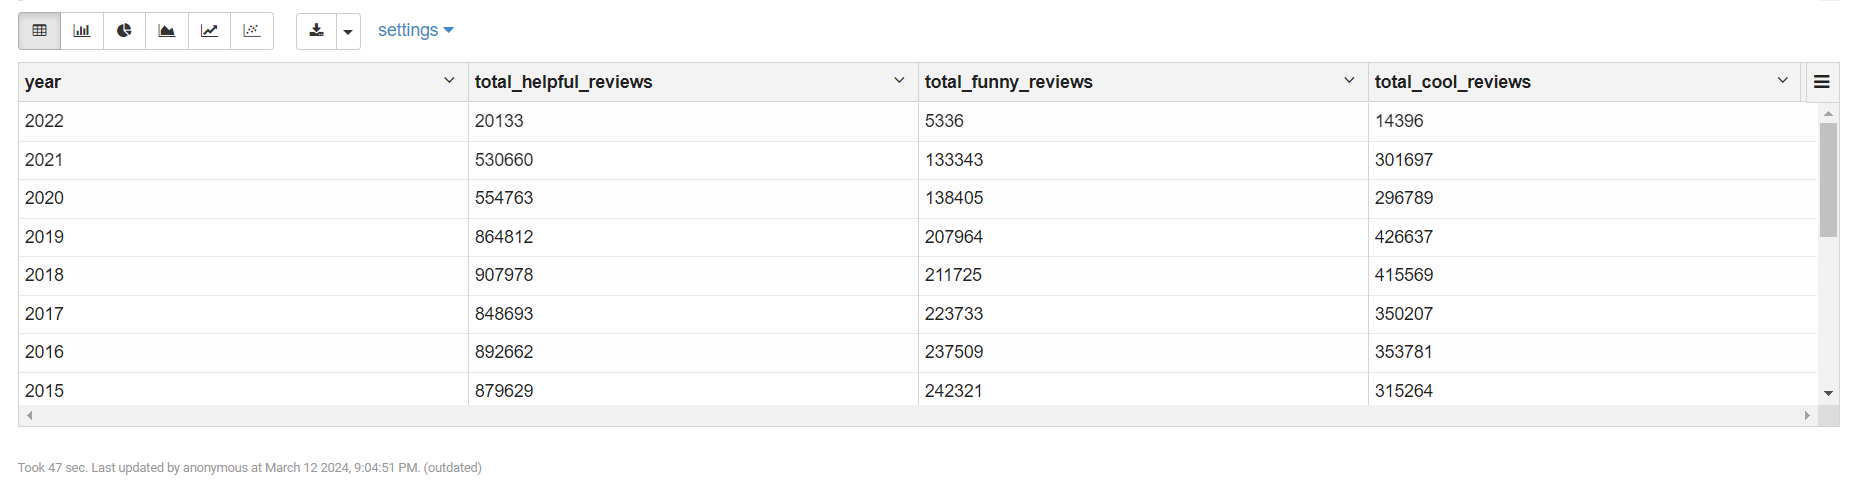 settings
year total_helpful_reviews total_funny_reviews total_cool_reviews
2022 20133 5336 14396
2021 530660 133343 301697
2020 554763 138405 296789
2019 864812 207964 426637
2018 907978 211725 415569
2017 848693 223733 350207
2016 892662 237509 353781
2015 879629 242321 315264
Took 47 sec. Last updated by anonymous at March 12 2024, 9:04:51 PM. (outdated)